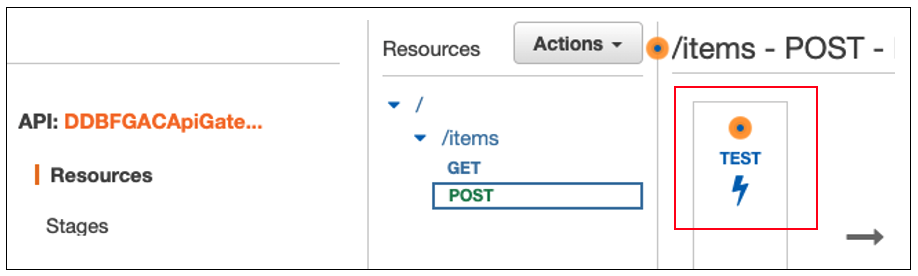 API: DDBFGACApiGate...
Resources
Stages
Resources
Actions
/
/items
GET
POST
/items - POST -
TEST